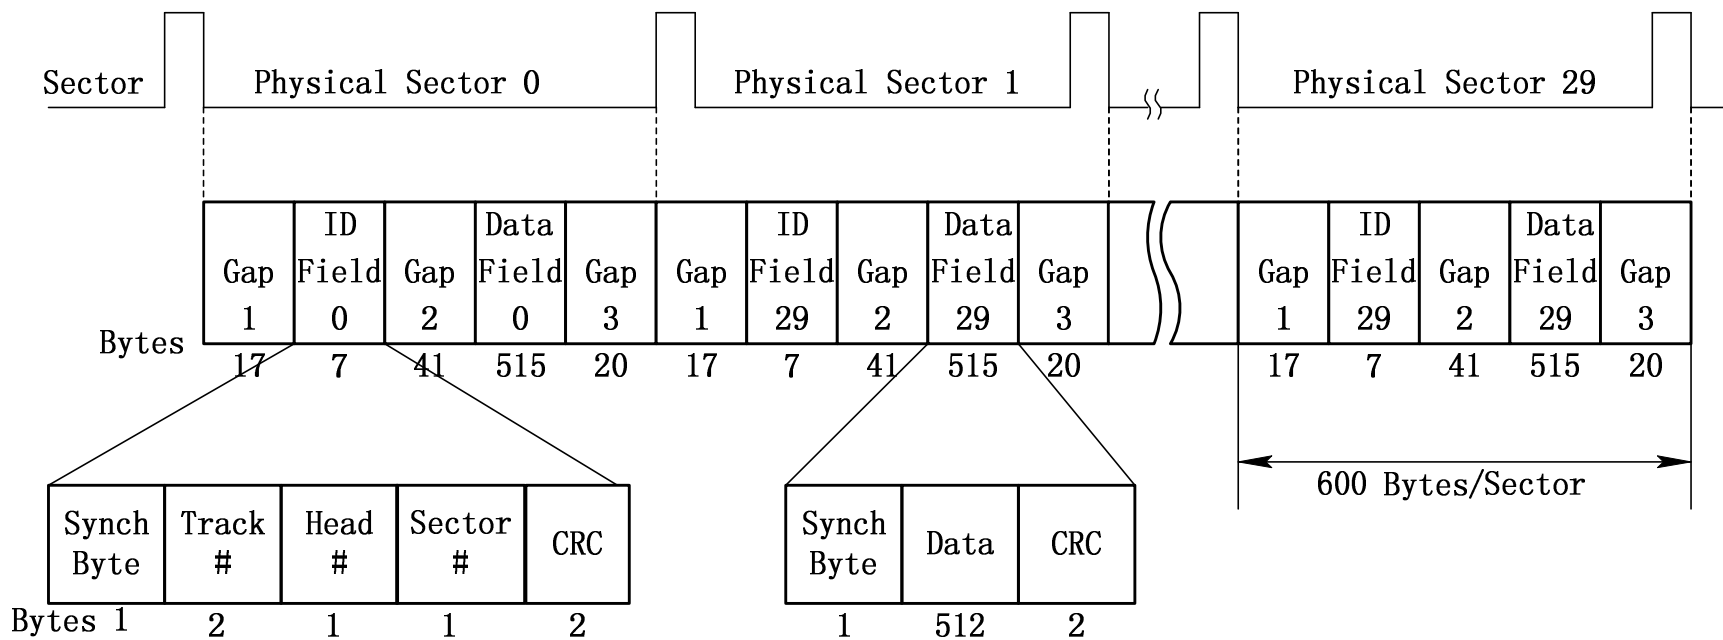 Sector Physical Sector 0 Physical Sector 1 Physical Sector 29
ID Data ID Data ID Data
Gap Field Gap Field Gap Gap Field Gap Field Gap Gap Field Gap Field Gap
1 0 2 0 3 1 29 2 29 3 1 29 2 29 3
Bytes
17 7 41 515 20 17 7 41 515 20 17 7 41 515 20
600 Bytes/Sector
Synch Track Head Sector CRC Synch Data CRC
Byte # # # Byte
Bytes 1 2 1 1 2 1 512 2